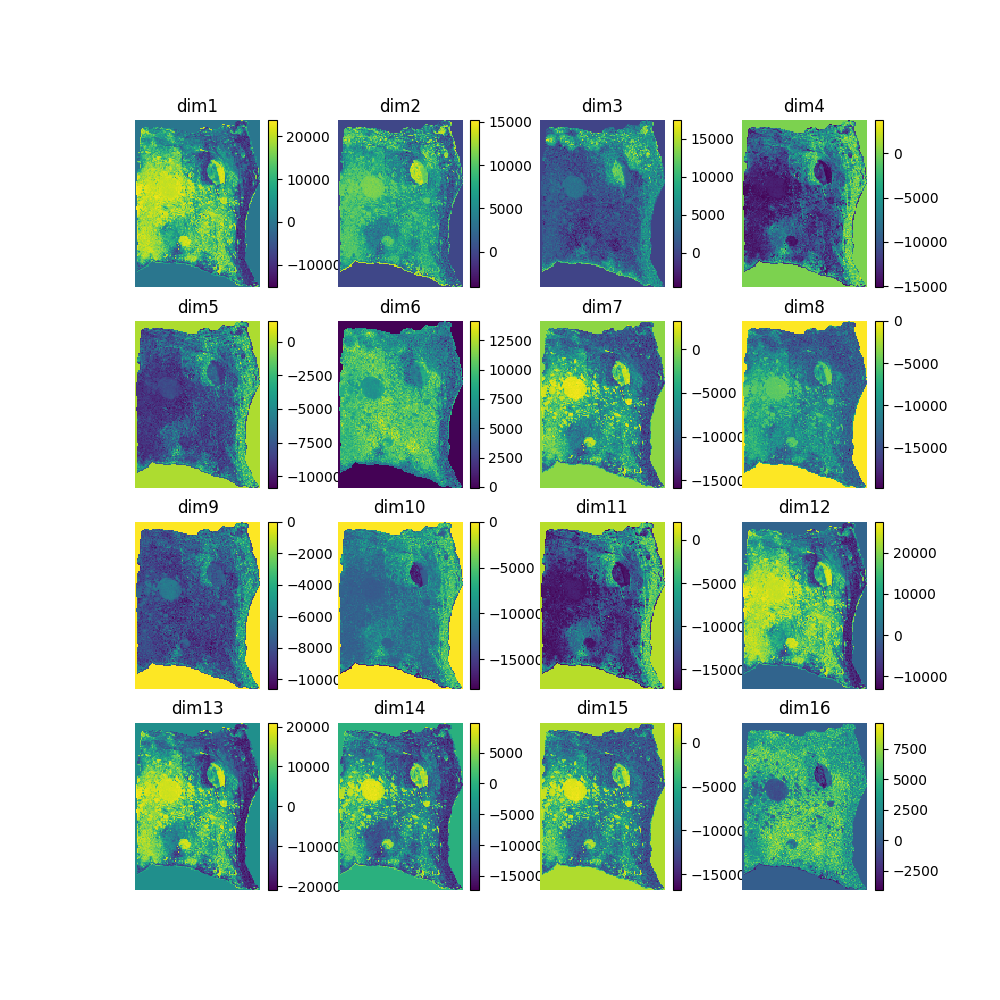 dim1 dim2 dim3 dim4
20000 15000 15000 0
10000 10000 10000 −5000
0 5000 5000 −10000
−10000 0 0 −15000
dim5 dim6 dim7 dim8
0 12500 0 0
−2500 10000 −5000 −5000
−5000 7500 −10000 −10000
−7500 5000 −15000 −15000
−10000 2500
0
dim9 dim10 dim11 dim12
0 0 0 20000
−2000 −5000 −5000 10000
−4000 −10000 −10000 0
−6000 −15000 −15000 −10000
−8000
−10000
dim13 dim14 dim15 dim16
20000 5000 0 7500
10000 0 −5000 5000
0 −5000 −10000 2500
−10000 −10000 −15000 0
−20000 −15000 −2500